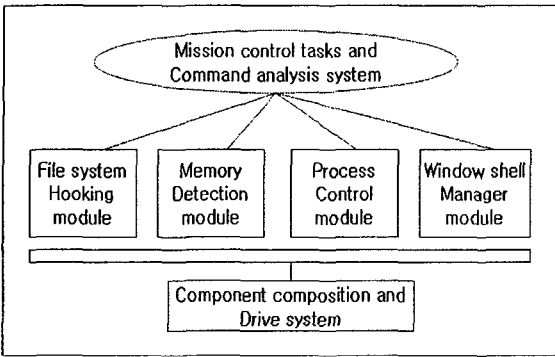 Mission control tasks and
Command analysis system
File system
Hooking
module
Memory
Detection
module
Process
Control
module
Window shell
Manager
module
Component composition and
Drive system